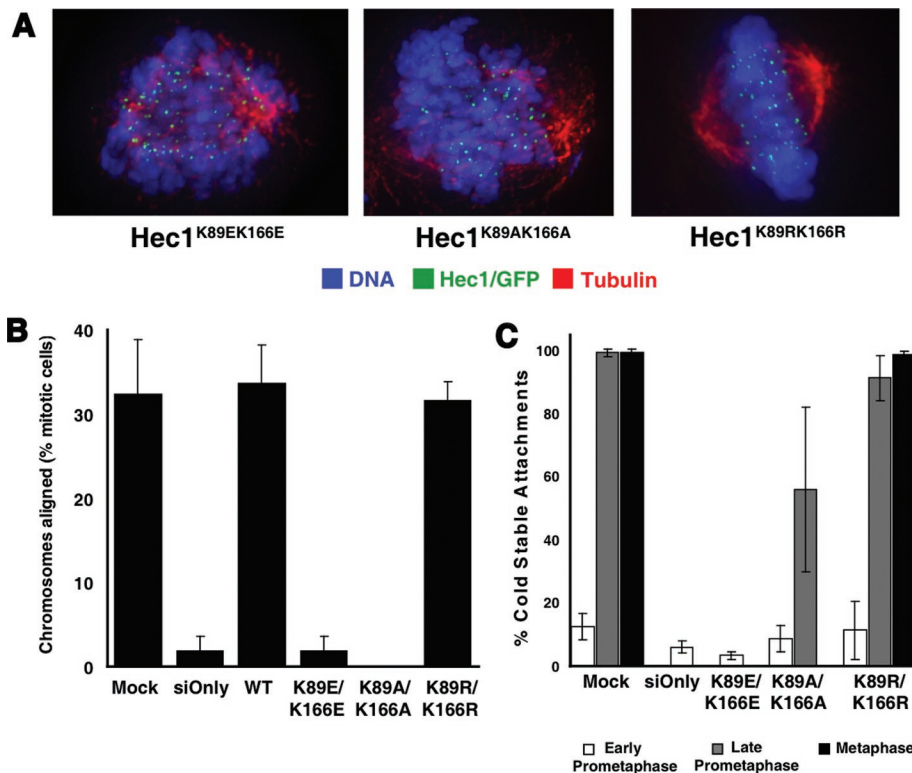 A
Hec1K89EK166E
Hec1K89AK166A
Hec1K89RK166R
DNA Hec1/GFP Tubulin
B
Chromosomes aligned (% mitotic cells)
40
30
20
10
0
Mock siOnly WT K89E/ K89A/ K89R/
K166E K166A K166R
C
% Cold Stable Attachments
100
80
60
40
20
0
Mock siOnly K89E/ K89A/ K89R/
K166E K166A K166R
Early Late Metaphase
Prometaphase Prometaphase